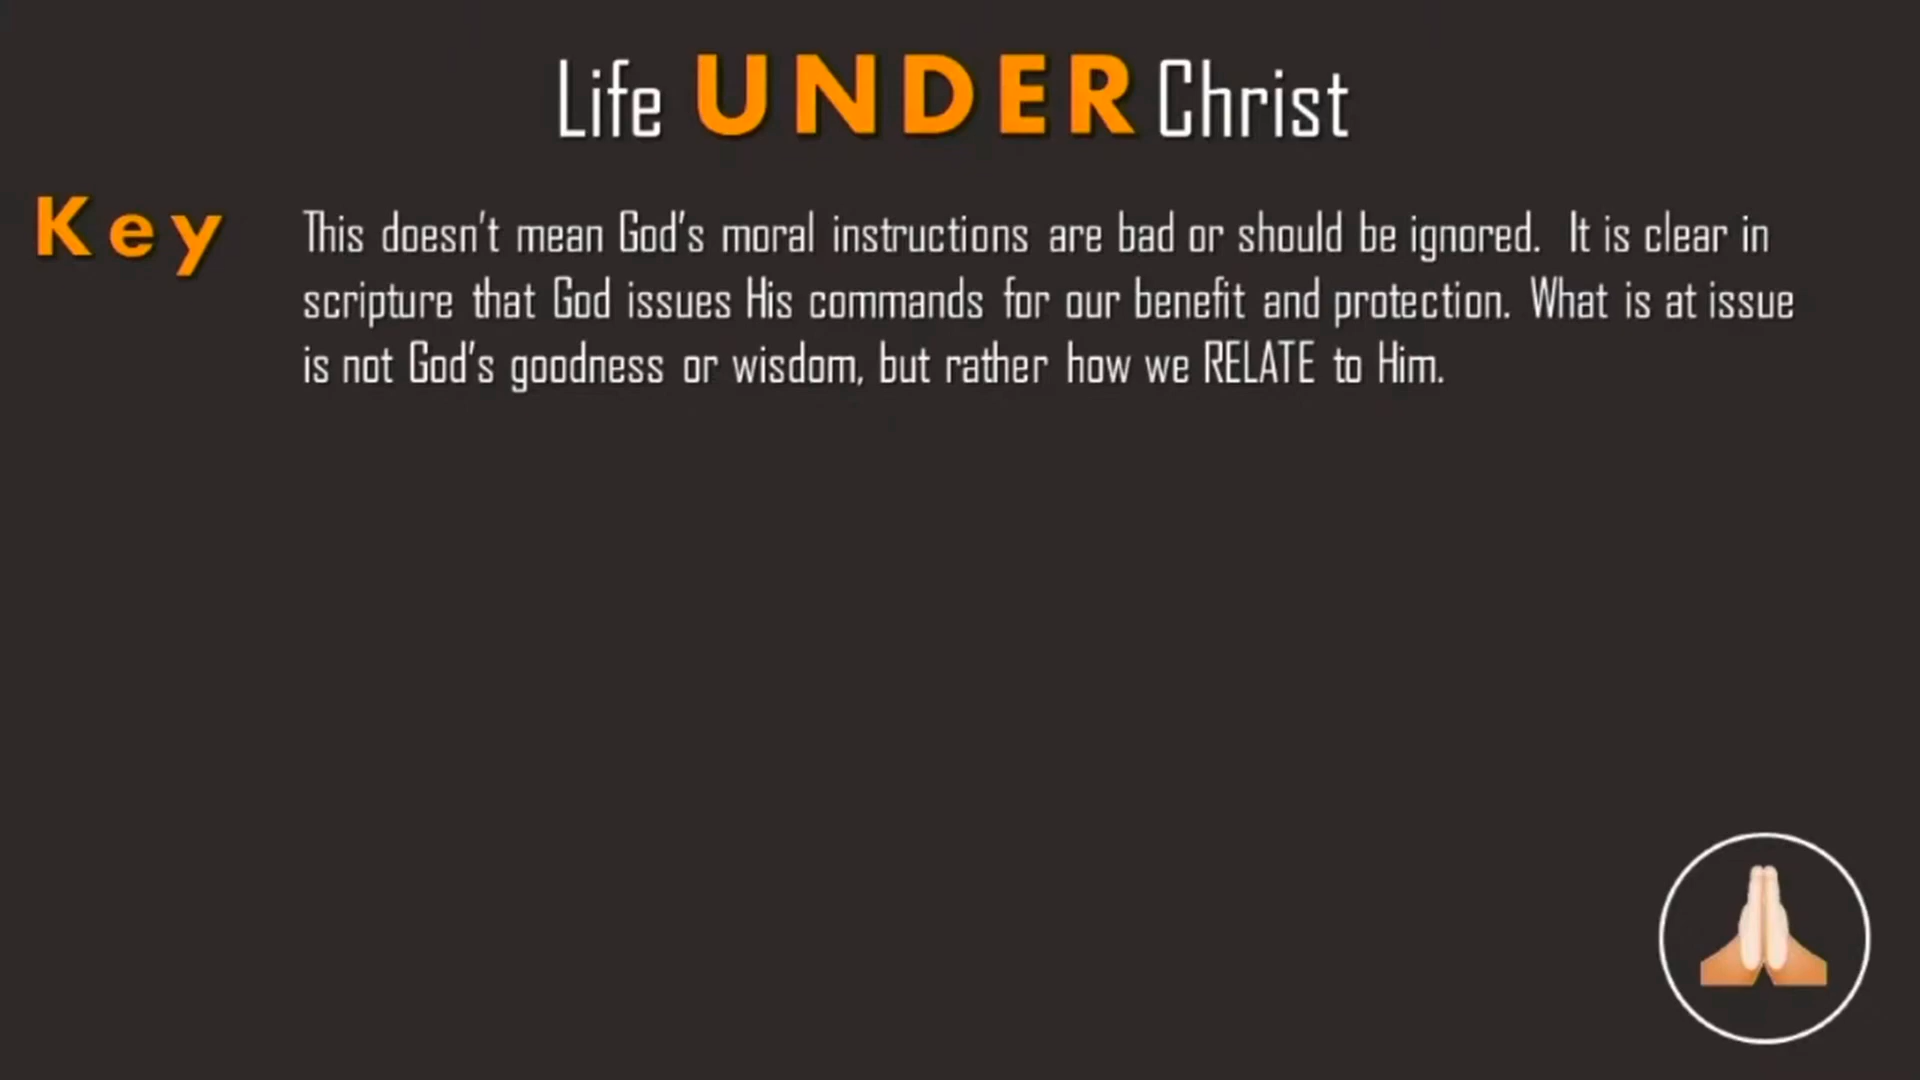 Life UNDER Christ
Key
This doesn't mean God's moral instructions are bad or should be ignored.  It is clear in
scripture that God issues His commands for our benefit and protection. What is at issue
is not God's goodness or wisdom, but rather how we RELATE to Him.